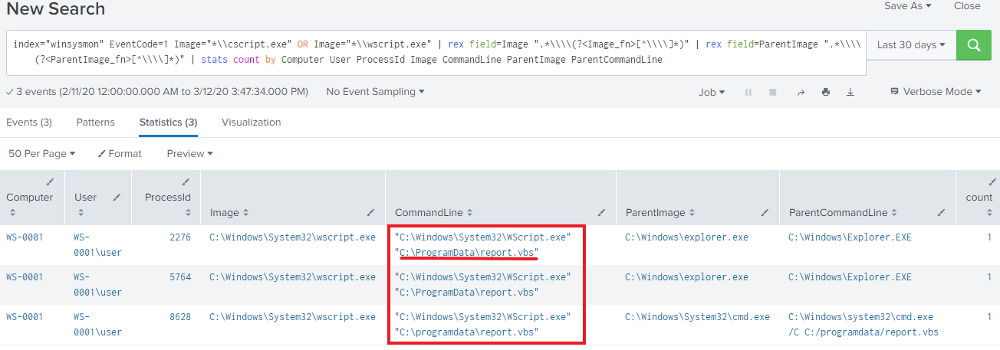 New Search
Save As
Close
index="winsysmon" EventCode=1 Image="*\\cscript.exe" OR Image="*\\wscript.exe" | rex field=Image ".*\\\\(?<Image_fn>[^\\\\]*)" | rex field=ParentImage ".*\\\\
(?<ParentImage_fn>[^\\\\]*)" | stats count by Computer User ProcessId Image CommandLine ParentImage ParentCommandLine
Last 30 days
3 events (2/11/20 12:00:00.000 AM to 3/12/20 3:47:34.000 PM)
No Event Sampling
Job
Verbose Mode
Events (3)
Patterns
Statistics (3)
Visualization
50 Per Page
Format
Preview
Computer
User
ProcessId
Image
CommandLine
ParentImage
ParentCommandLine
count
WS-0001
WS-
0001\user
2276
C:\Windows\System32\wscript.exe
"C:\Windows\System32\WScript.exe"
"C:\ProgramData\report.vbs"
C:\Windows\explorer.exe
C:\Windows\Explorer.EXE
1
WS-0001
WS-
0001\user
5764
C:\Windows\System32\wscript.exe
"C:\Windows\System32\WScript.exe"
"C:\ProgramData\report.vbs"
C:\Windows\explorer.exe
C:\Windows\Explorer.EXE
1
WS-0001
WS-
0001\user
8628
C:\Windows\System32\wscript.exe
"C:\Windows\System32\WScript.exe"
"C:\programdata\report.vbs"
C:\Windows\System32\cmd.exe
C:\Windows\system32\cmd.exe
/C C:/programdata/report.vbs
1